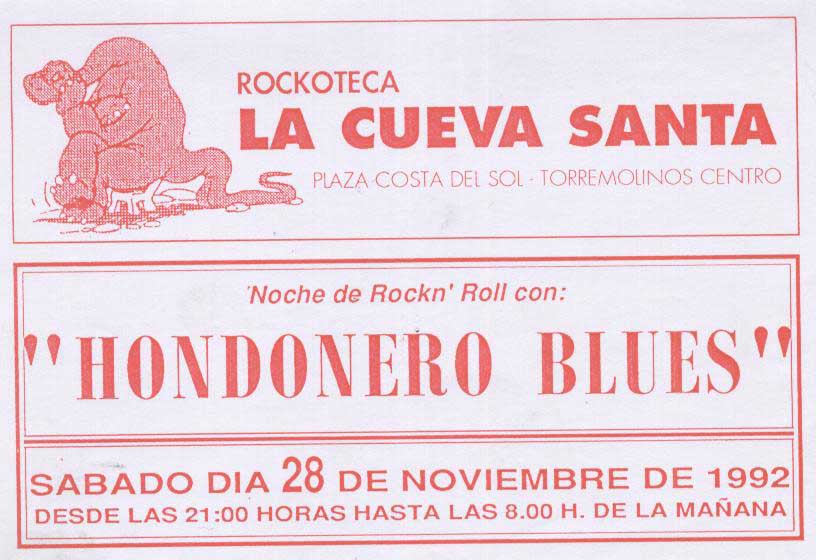 ROCKOTECA
LA CUEVA SANTA
PLAZA COSTA DEL SOL - TORREMOLINOS CENTRO
'Noche de Rockn' Roll con:
"HONDONERO BLUES"
SABADO DIA 28 DE NOVIEMBRE DE 1992
DESDE LAS 21:00 HORAS HASTA LAS 8.00 H. DE LA MAÑANA